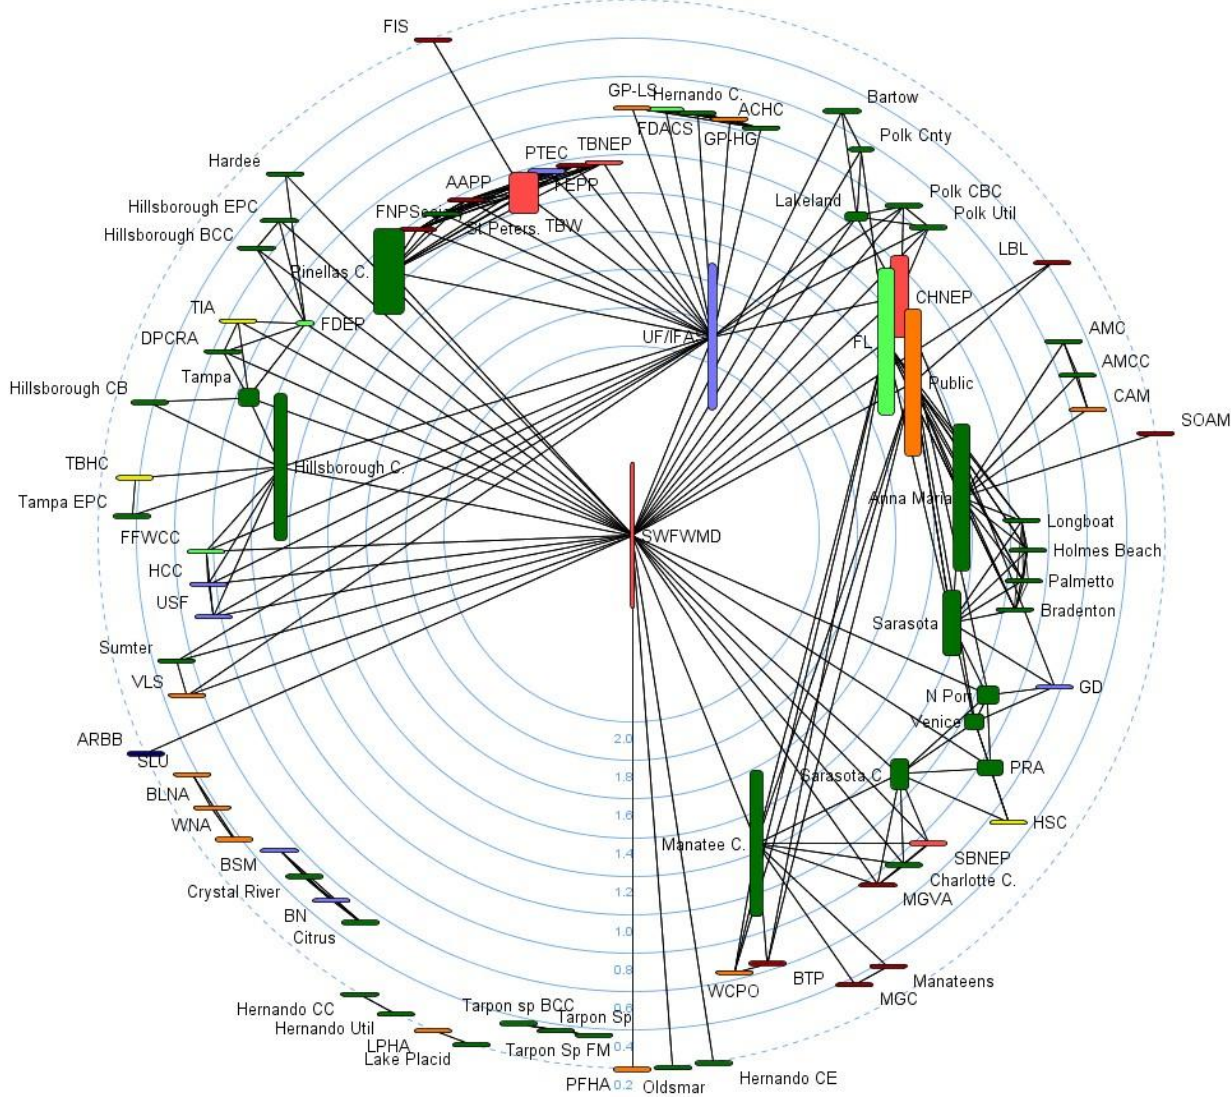 FIS
GP-LS
Hernando C.
ACHC
FDACS
GP-HG
Bartow
Polk Cnty
Hardee
PTEC
TBNEP
FEPP
AAPP
Lakeland
Polk CBC
Polk Util
Hillsborough EPC
FNPS
St Peters.
TBW
Hillsborough BCC
LBL
Pinellas C.
CHNEP
TIA
FDEP
UF/IFA
FL
AMC
DPCRA
AMCC
Tampa
Public
Hillsborough CB
CAM
SOAM
TBHC
Hillsborough C.
Anna Maria
Tampa EPC
Longboat
FFWCC
SWFWMD
Holmes Beach
HCC
Palmetto
USF
Bradenton
Sarasota
Sumter
VLS
N Port
GD
Venice
ARBB
2.0
SLU
PRA
Sarasota C
1.8
BLNA
1.6
WNA
HSC
Manatee C.
1.4
SBNEP
BSM
Charlotte C.
Crystal River
1.2
MGVA
BN
Citrus
1.0
0.8
WCPO
BTP
Manateens
MGC
Hernando CC
Tarpon sp BCC
0.6
Hernando Util
Tarpon Sp
LPHA
0.4
Lake Placid
Tarpon Sp FM
PFHA
0.2
Oldsmar
Hernando CE